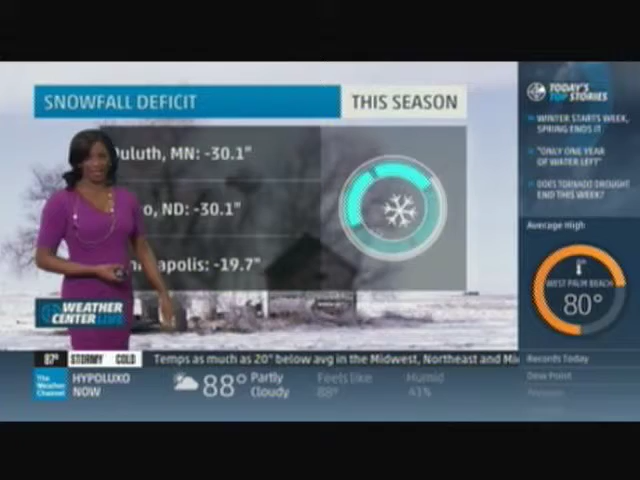 SNOWFALL DEFICIT
THIS SEASON
Duluth, MN: -30.1"
o, ND: -30.1"
apolis: -19.7"
WEATHER
CENTER LIVE
TODAY'S
TOP STORIES
WINTER STARTS WEEK,
SPRING ENDS IT
"ONLY ONE YEAR
OF WATER LEFT"
DOES TORNADO DROUGHT
END THIS WEEK?
Average High
WEST PALM BEACH
80°
Records Today
Dew Point
STORMY COLD
Temps as much as 20° below avg in the Midwest, Northeast and Mi
The
Weather
Channel
HYPOLUXO
NOW
88°
Partly
Cloudy
Feels like
88°
Humid
41%